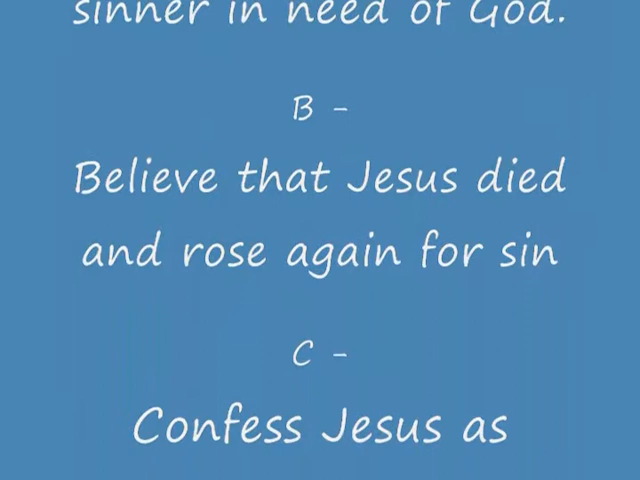 sinner in need of God.
B -
Believe that Jesus died
and rose again for sin
C -
Confess Jesus as